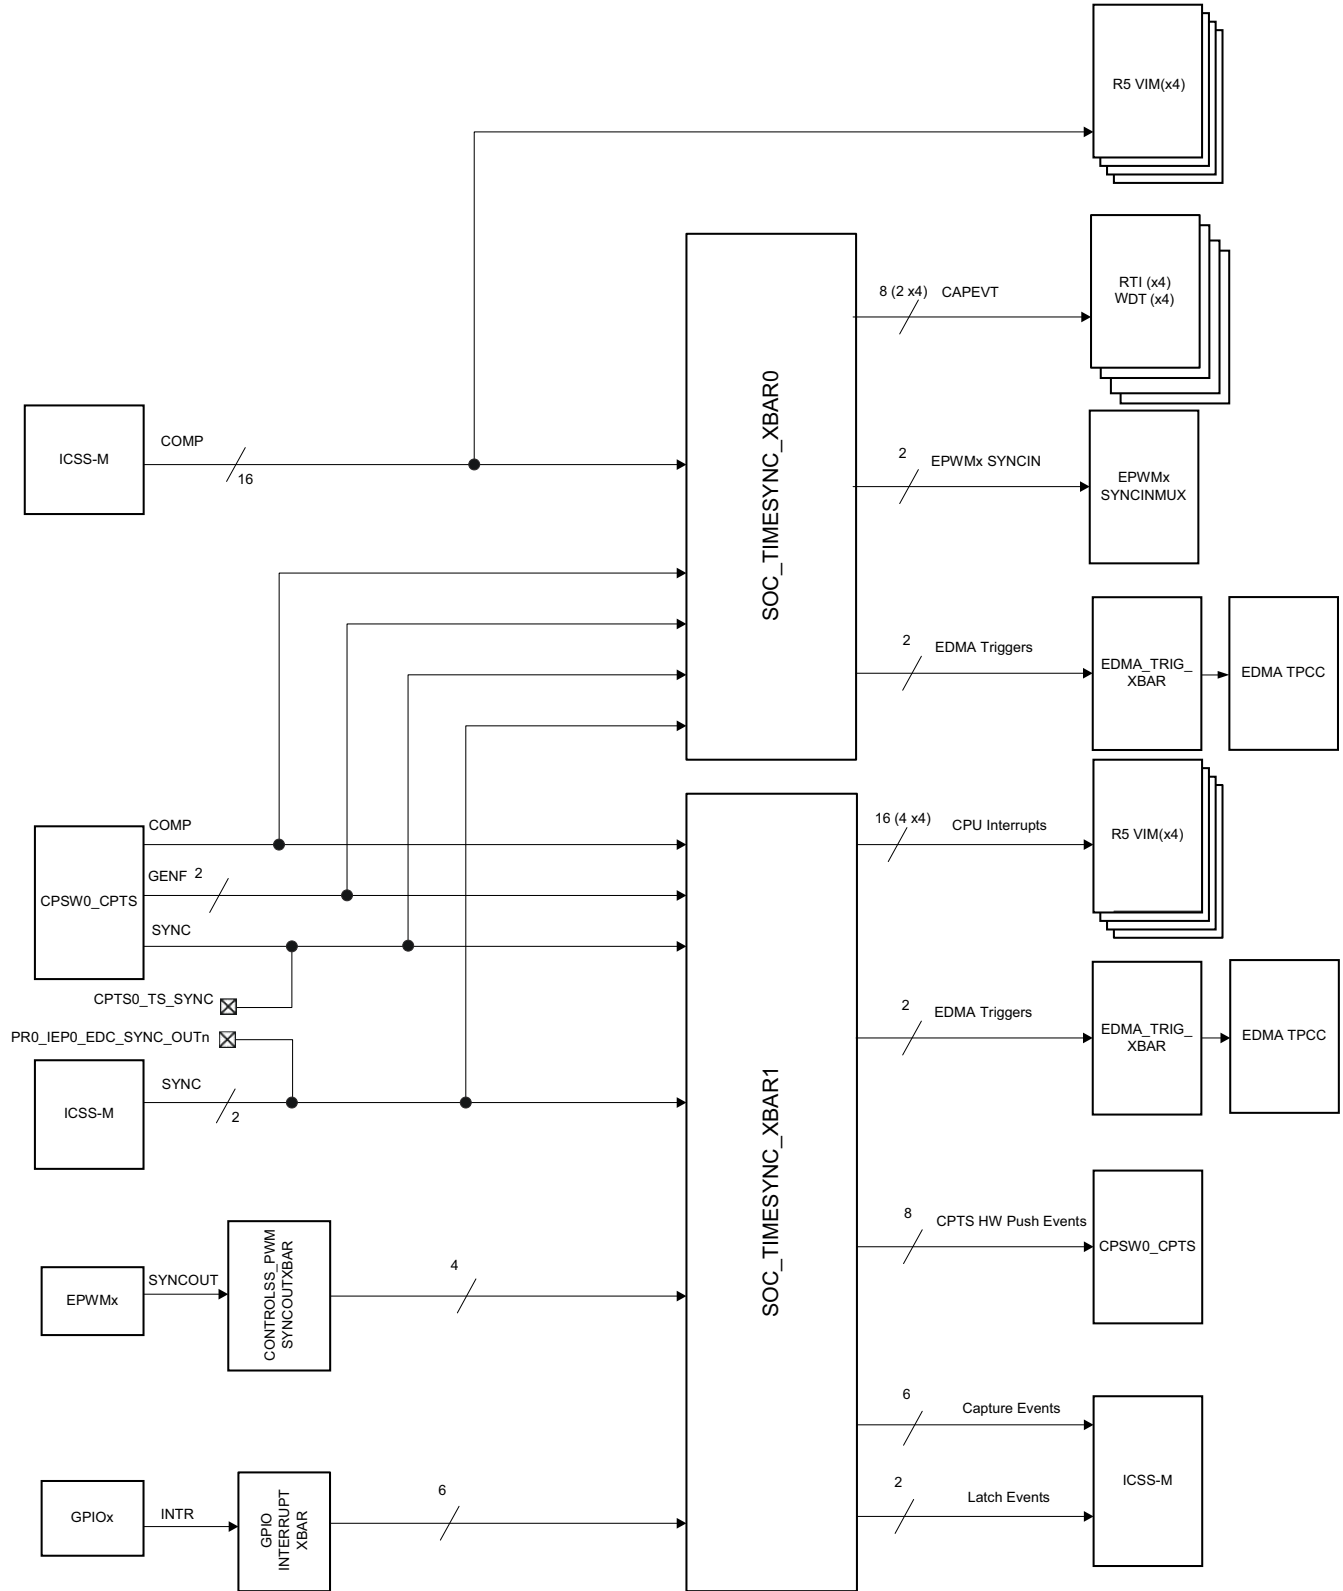 R5 VIM(x4)
8 (2 x4) CAPEVT
RTI (x4)
WDT (x4)
SOC_TIMESYNC_XBAR0
ICSS-M
COMP
16
2
EPWMx SYNCIN
EPWMx
SYNCINMUX
2
EDMA Triggers
EDMA_TRIG_
XBAR
EDMA TPCC
CPSW0_CPTS
COMP
GENF 2
SYNC
CPTS0_TS_SYNC
PR0_IEP0_EDC_SYNC_OUTn
ICSS-M
SYNC
2
SOC_TIMESYNC_XBAR1
16 (4 x4) CPU Interrupts
R5 VIM(x4)
2
EDMA Triggers
EDMA_TRIG_
XBAR
EDMA TPCC
8
CPTS HW Push Events
CPSW0_CPTS
EPWMx
SYNCOUT
CONTROLSS_PWM
SYNCOUTXBAR
4
6
Capture Events
2
Latch Events
ICSS-M
GPIOx
INTR
GPIO
INTERRUPT
XBAR
6